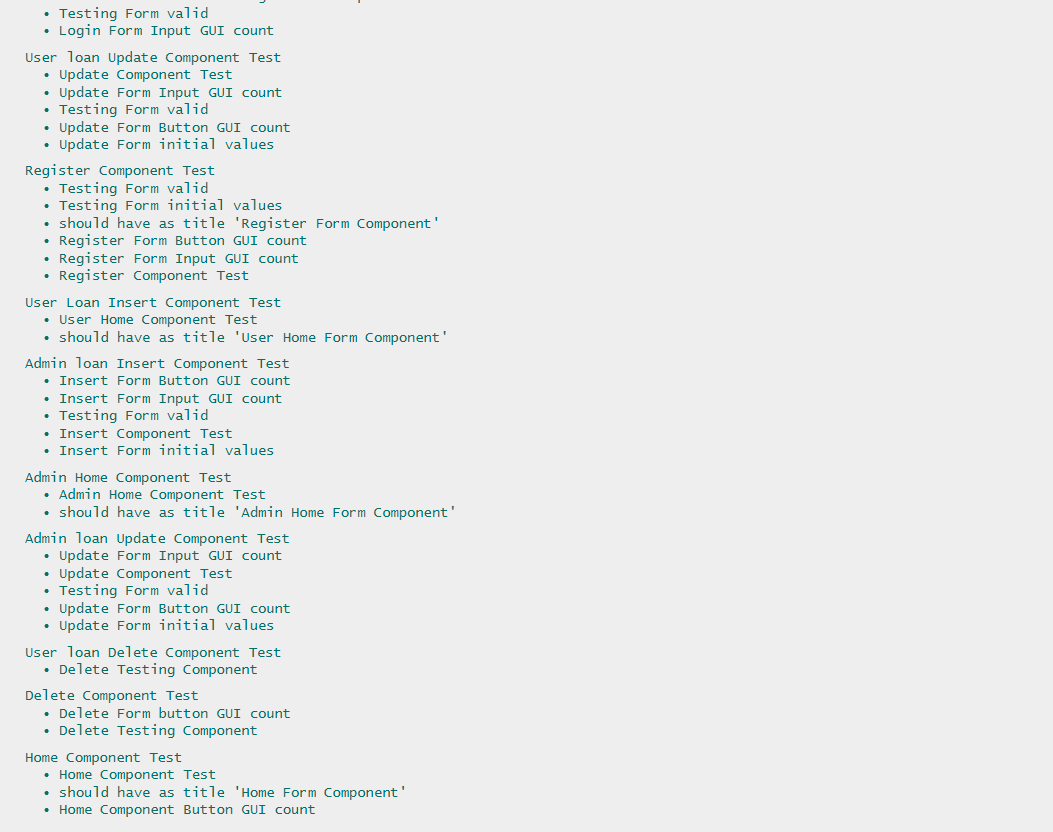 • Testing Form valid
• Login Form Input GUI count
User loan Update Component Test
• Update Component Test
• Update Form Input GUI count
• Testing Form valid
• Update Form Button GUI count
• Update Form initial values
Register Component Test
• Testing Form valid
• Testing Form initial values
• should have as title 'Register Form Component'
• Register Form Button GUI count
• Register Form Input GUI count
• Register Component Test
User Loan Insert Component Test
• User Home Component Test
• should have as title 'User Home Form Component'
Admin loan Insert Component Test
• Insert Form Button GUI count
• Insert Form Input GUI count
• Testing Form valid
• Insert Component Test
• Insert Form initial values
Admin Home Component Test
• Admin Home Component Test
• should have as title 'Admin Home Form Component'
Admin loan Update Component Test
• Update Form Input GUI count
• Update Component Test
• Testing Form valid
• Update Form Button GUI count
• Update Form initial values
User loan Delete Component Test
• Delete Testing Component
Delete Component Test
• Delete Form button GUI count
• Delete Testing Component
Home Component Test
• Home Component Test
• should have as title 'Home Form Component'
• Home Component Button GUI count